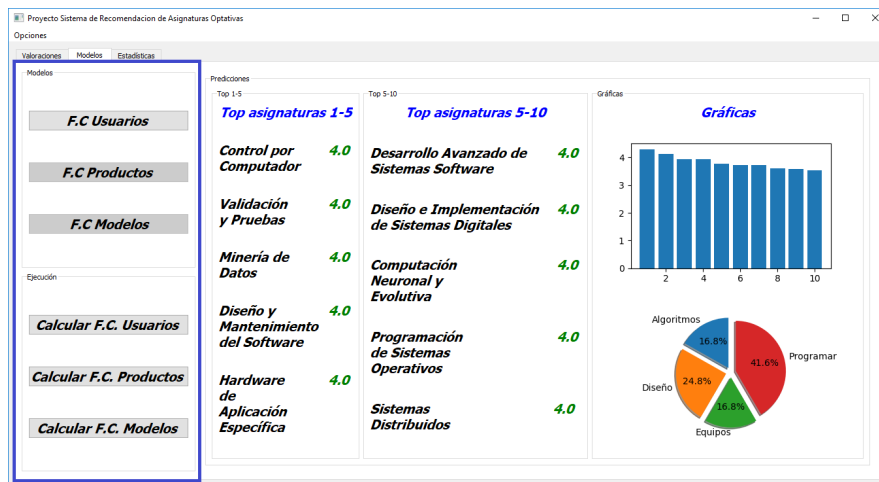 Proyecto Sistema de Recomendacion de Asignaturas Optativas
Opciones
Valoraciones Modelos Estadísticas
Modelos
F.C Usuarios
F.C Productos
F.C Modelos
Ejecución
Calcular F.C. Usuarios
Calcular F.C. Productos
Calcular F.C. Modelos
Predicciones
Top 1-5
Top asignaturas 1-5
Control por 4.0
Computador
Validación 4.0
y Pruebas
Minería de 4.0
Datos
Diseño y 4.0
Mantenimiento
del Software
Hardware 4.0
de
Aplicación
Específica
Top 5-10
Top asignaturas 5-10
Desarrollo Avanzado de 4.0
Sistemas Software
Diseño e Implementación 4.0
de Sistemas Digitales
Computación 4.0
Neuronal y
Evolutiva
Programación 4.0
de Sistemas
Operativos
Sistemas 4.0
Distribuidos
Gráficas
Gráficas
4
3
2
1
0
2 4 6 8 10
Algoritmos
16.8%
Programar
41.6%
Diseño
24.8%
16.8%
Equipos